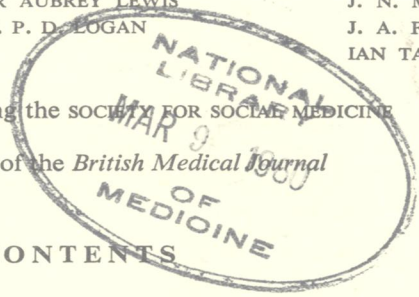 R AUBREY LEWIS J. N. M
. P. D. LOGAN J. A. R
IAN TA
ng the SOCIETY FOR SOCIAL MEDICINE
of the British Medical Journal
ONTENTS
NATIONAL
LIBRARY
MAR 9 1960
OF
MEDICINE